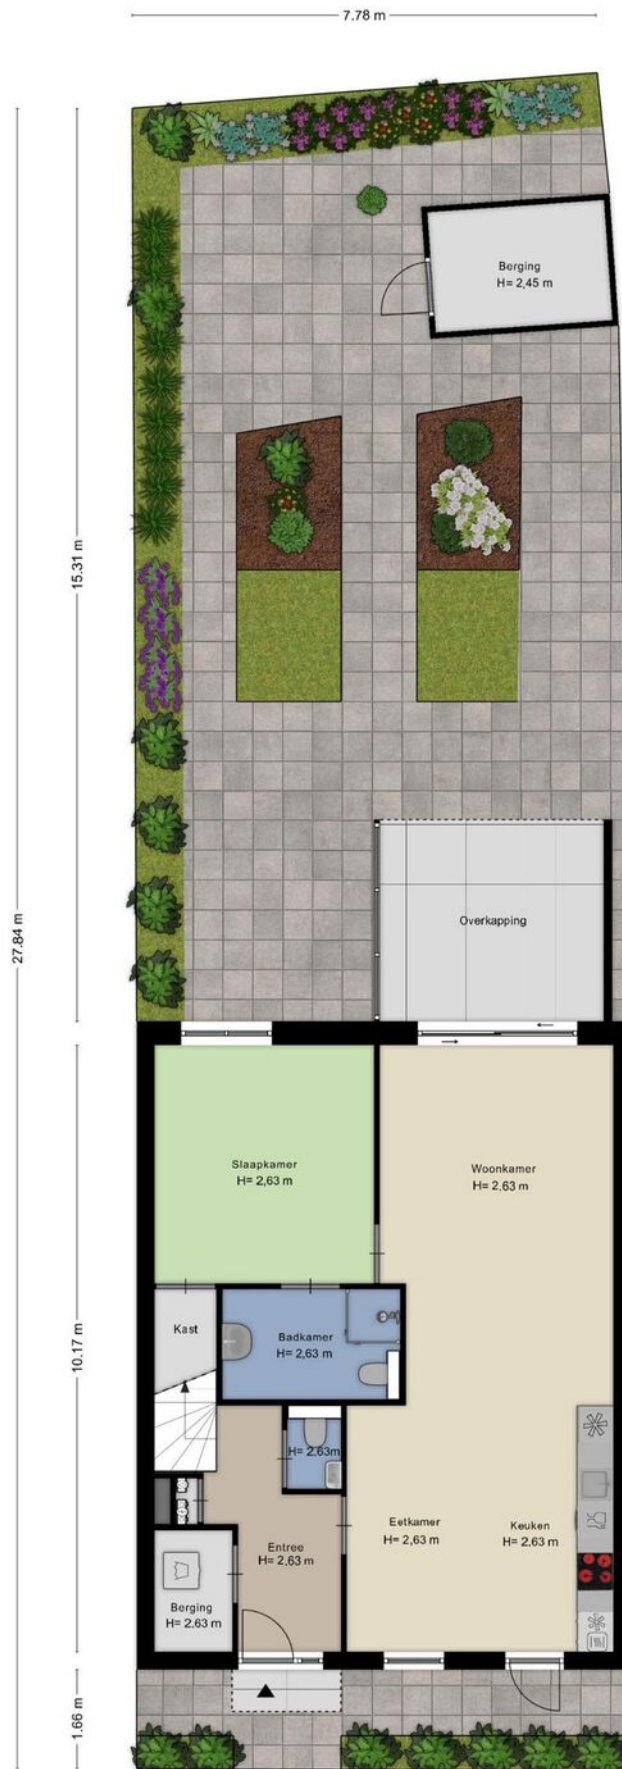 7.78 m
Berging
H= 2,45 m
15.31 m
27.84 m
Overkapping
Slaapkamer
H= 2,63 m
Woonkamer
H= 2,63 m
Kast
Badkamer
H= 2,63 m
10.17 m
H= 2.63m
Eetkamer
H= 2,63 m
Keuken
H= 2,63 m
Entree
H= 2,63 m
Berging
H= 2,63 m
1.66 m